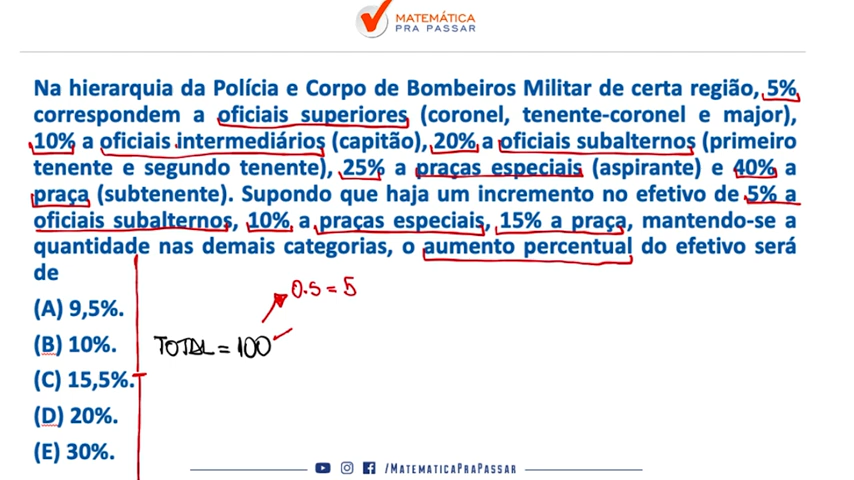 MATEMÁTICA
PRA PASSAR
Na hierarquia da Polícia e Corpo de Bombeiros Militar de certa região, 5%
correspondem a oficiais superiores (coronel, tenente-coronel e major),
10% a oficiais intermediários (capitão), 20% a oficiais subalternos (primeiro
tenente e segundo tenente), 25% a praças especiais (aspirante) e 40% a
praça (subtenente). Supondo que haja um incremento no efetivo de 5% a
oficiais subalternos, 10% a praças especiais, 15% a praça, mantendo-se a
quantidade nas demais categorias, o aumento percentual do efetivo será
de
0.S = 5
(A) 9,5%.
(B) 10%.
TOTAL = 100
(C) 15,5%.
(D) 20%.
(E) 30%.
/MATEMATICAPRAPASSAR